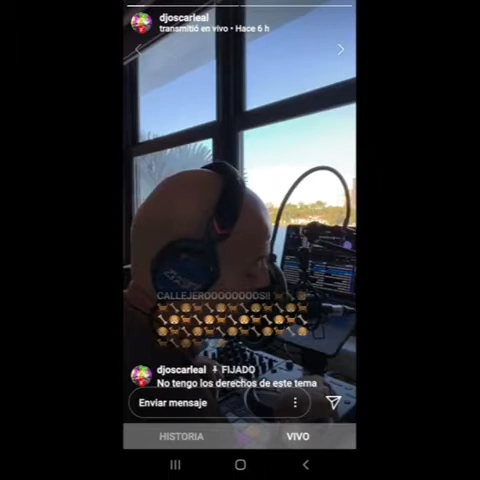 djoscarleal
transmitió en vivo • Hace 6 h
CALLEJEROOOOOOODS!!
djoscarleal FIJADO
No tengo los derechos de este tema
Enviar mensaje
HISTORIA
VIVO